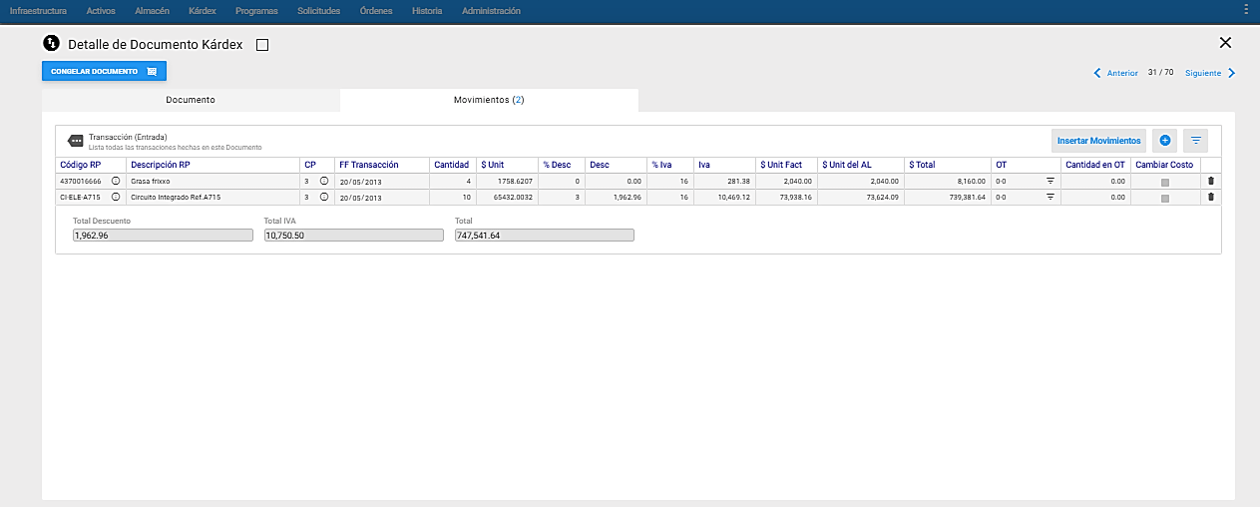 Infraestructura Activos Almacén Kárdex Programas Solicitudes Órdenes Historia Administración
Detalle de Documento Kárdex
CONGELAR DOCUMENTO
Anterior 31 / 70 Siguiente
Documento Movimientos (2)
Transacción (Entrada)
Lista todas las transaciones hechas en este Documento
Insertar Movimientos
Código RP Descripción RP CP FF Transacción Cantidad $ Unit % Desc Desc % Iva Iva $ Unit Fact $ Unit del AL $ Total OT Cantidad en OT Cambiar Costo
4370016666 Grasa frixxo 3 20/05/2013 4 1758.6207 0 0.00 16 281.38 2,040.00 2,040.00 8,160.00 0-0 0.00
CI-ELE-A715 Circuito Integrado Ref.A715 3 20/05/2013 10 65432.0032 3 1,962.96 16 10,469.12 73,938.16 73,624.09 739,381.64 0-0 0.00
Total Descuento Total IVA Total
1,962.96 10,750.50 747,541.64